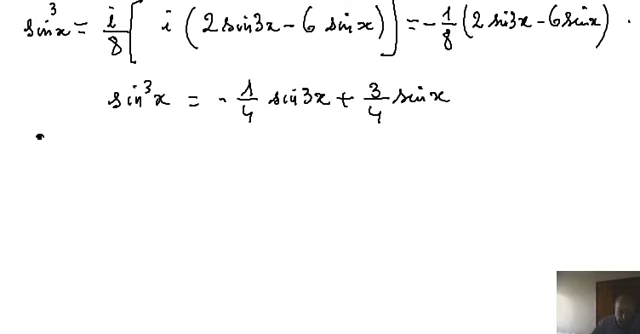 sin³x = i/8 [ i (2 sin3x - 6 sinx) ] = - 1/8 (2 sin3x - 6 sinx) .
sin³x = - 1/4 sin3x + 3/4 sinx